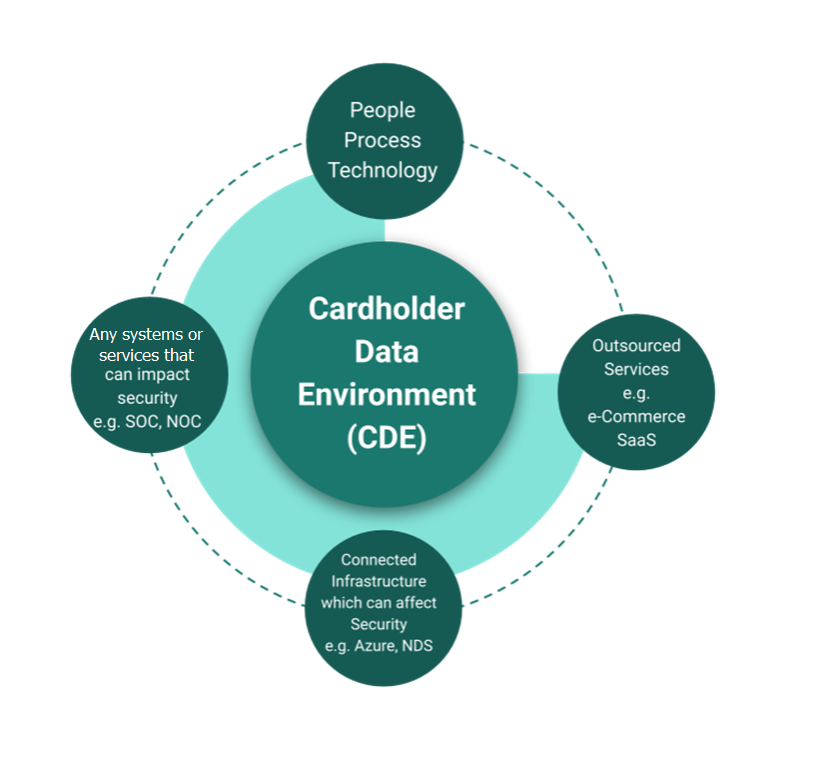 People
Process
Technology
Cardholder
Data
Environment
(CDE)
Any systems or
services that
can impact
security
e.g. SOC, NOC
Outsourced
Services
e.g.
e-Commerce
SaaS
Connected
Infrastructure
which can affect
Security
e.g. Azure, NDS